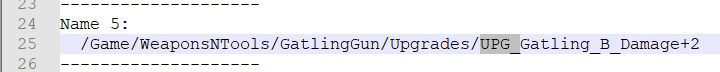 23 --------------------
24 Name 5:
25 /Game/WeaponsNTools/GatlingGun/Upgrades/UPG_Gatling_B_Damage+2
26 --------------------